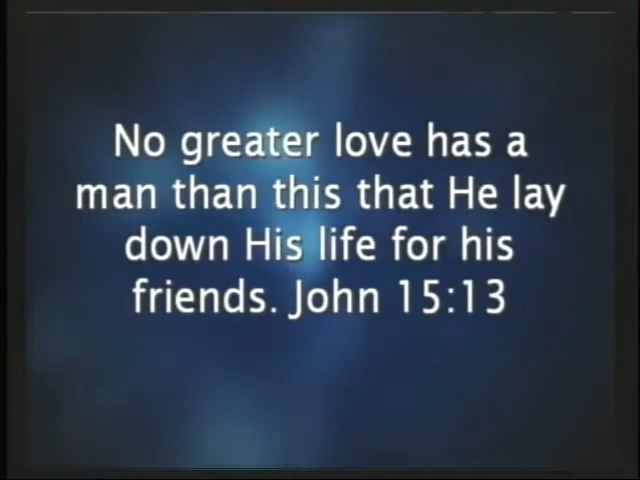 No greater love has a
man than this that He lay
down His life for his
friends. John 15:13